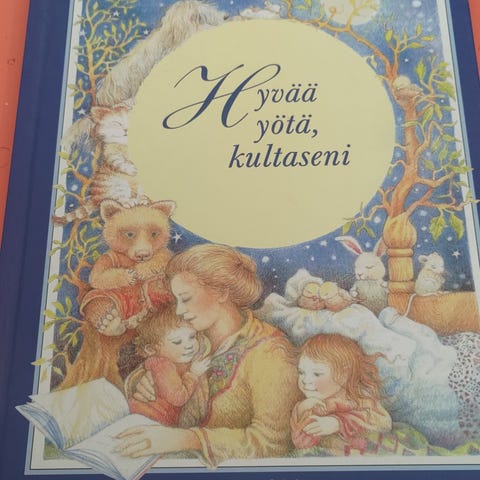 Hyvää
yötä,
kultaseni